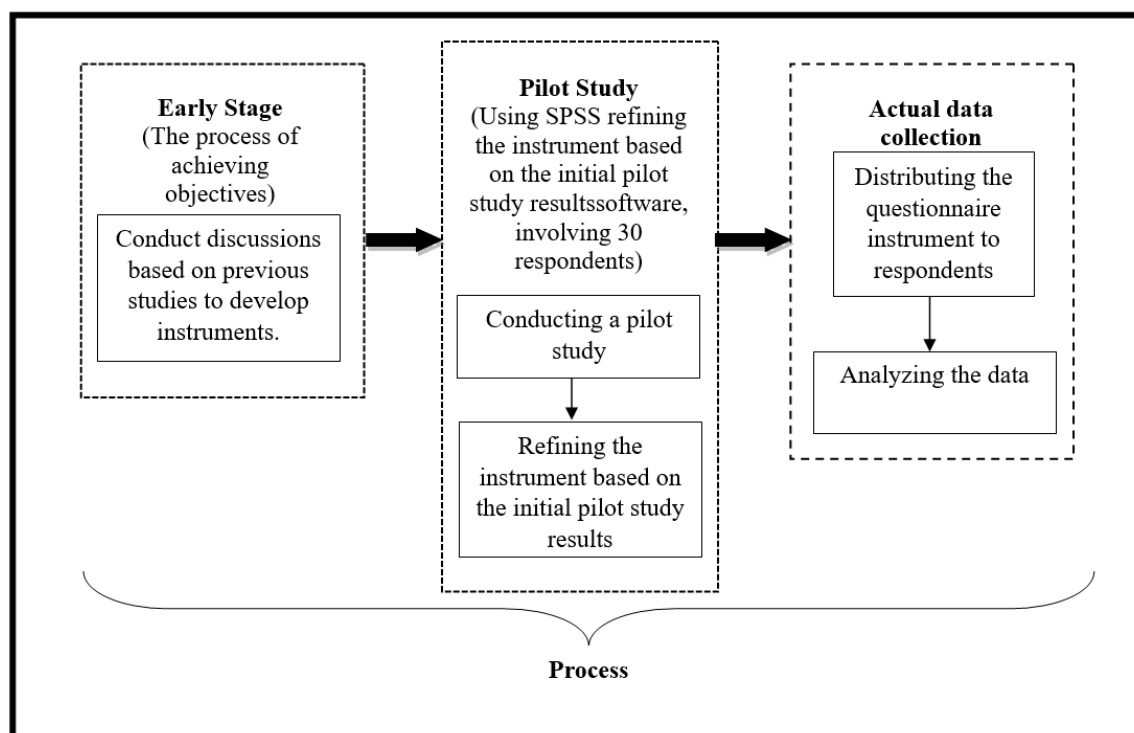 Early Stage
(The process of
achieving
objectives)
Conduct discussions
based on previous
studies to develop
instruments.
Pilot Study
(Using SPSS refining
the instrument based
on the initial pilot
study resultssoftware,
involving 30
respondents)
Conducting a pilot
study
Refining the
instrument based on
the initial pilot study
results
Actual data
collection
Distributing the
questionnaire
instrument to
respondents
Analyzing the data
Process